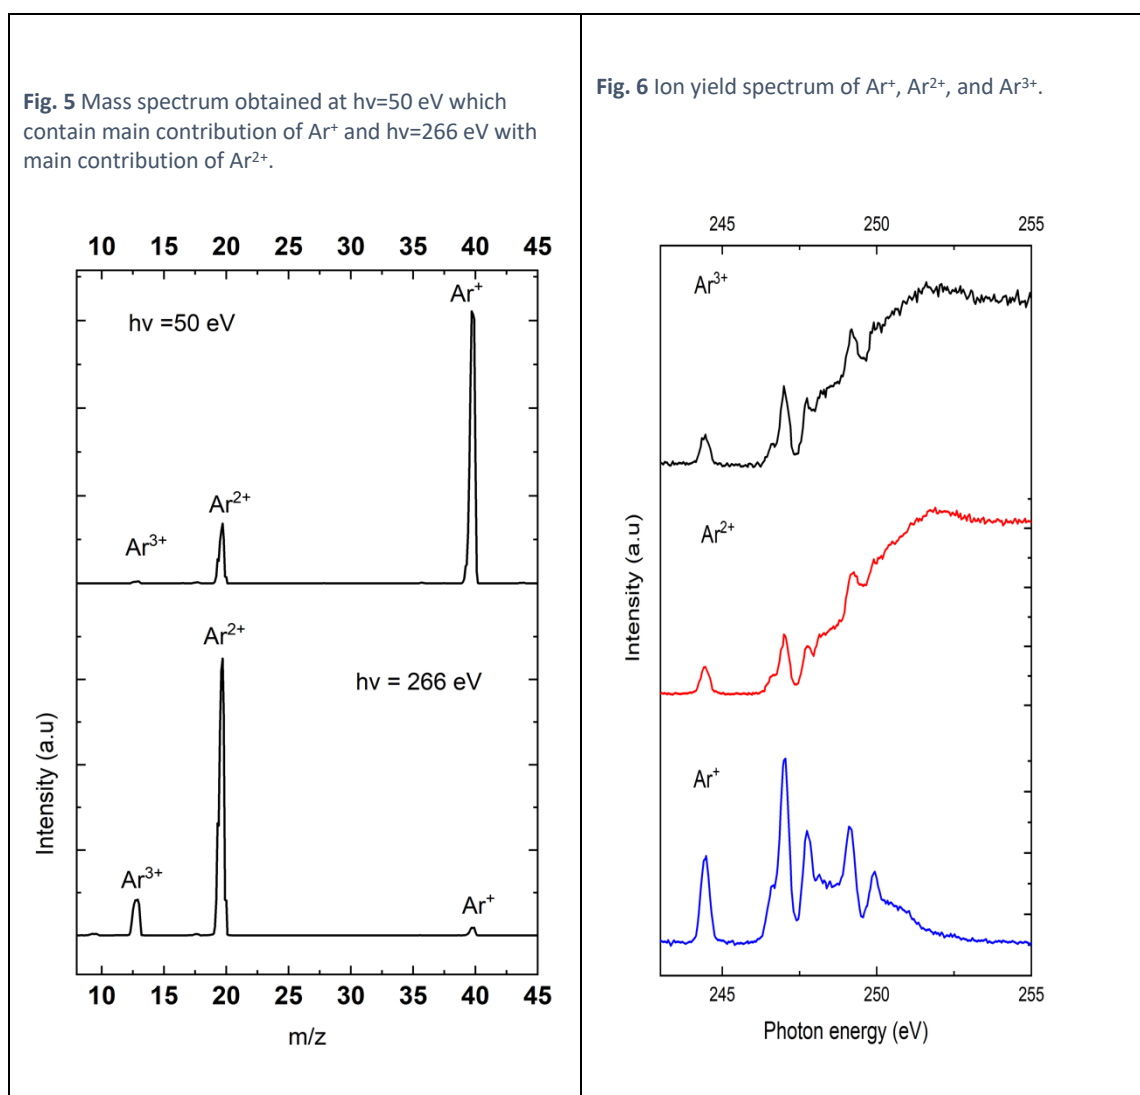 Fig. 5 Mass spectrum obtained at hν=50 eV which
contain main contribution of Ar⁺ and hν=266 eV with
main contribution of Ar²⁺.
10 15 20 25 30 35 40 45
Ar⁺
hν =50 eV
Ar²⁺
Ar³⁺
Ar²⁺
hν = 266 eV
Ar³⁺
Ar⁺
Intensity (a.u)
10 15 20 25 30 35 40 45
m/z
Fig. 6 Ion yield spectrum of Ar⁺, Ar²⁺, and Ar³⁺.
245 250 255
Ar³⁺
Ar²⁺
Intensity (a.u)
Ar⁺
245 250 255
Photon energy (eV)